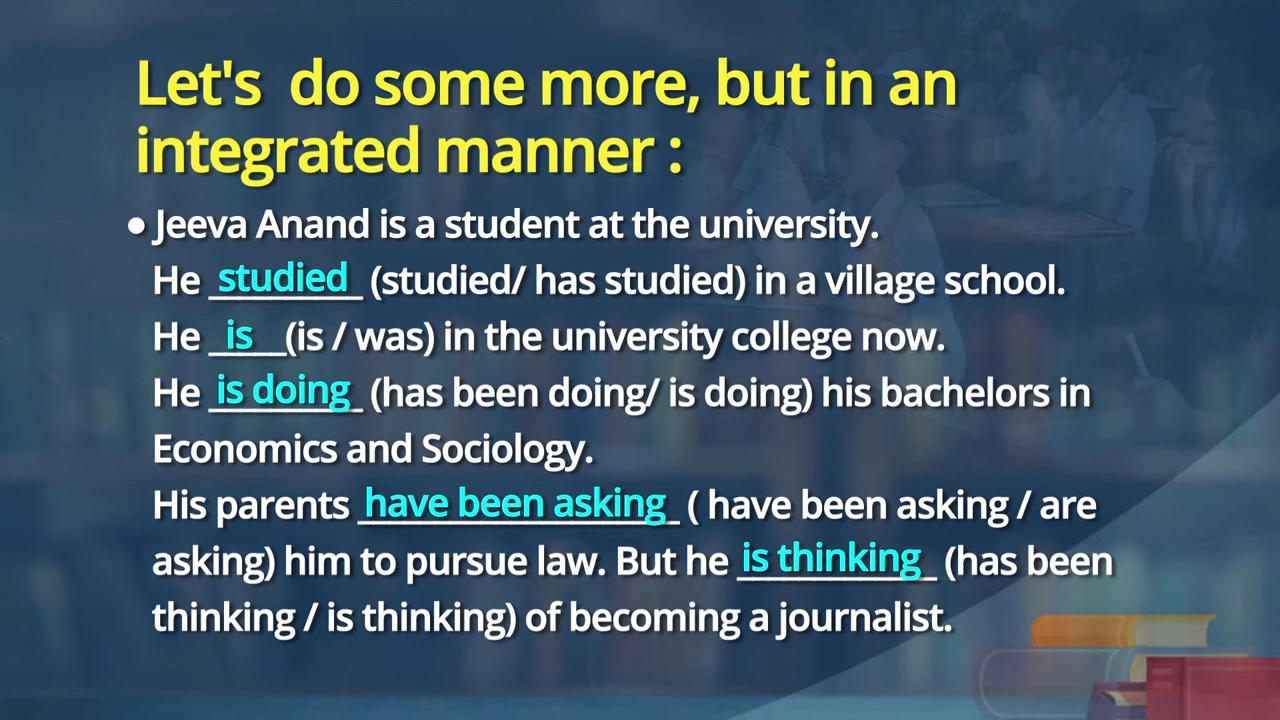 Let's do some more, but in an
integrated manner :
• Jeeva Anand is a student at the university.
He studied (studied/ has studied) in a village school.
He is (is / was) in the university college now.
He is doing (has been doing/ is doing) his bachelors in
Economics and Sociology.
His parents have been asking ( have been asking / are
asking) him to pursue law. But he is thinking (has been
thinking / is thinking) of becoming a journalist.